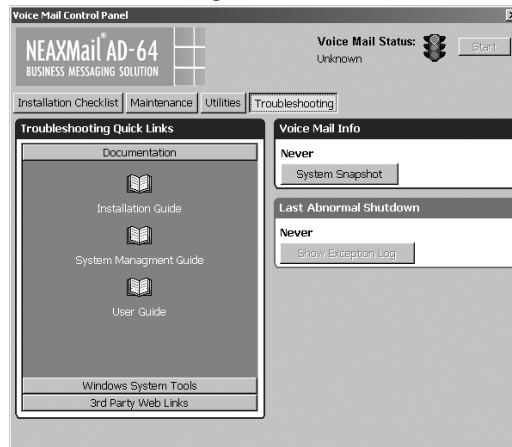 Voice Mail Control Panel
NEAXMail® AD-64
BUSINESS MESSAGING SOLUTION
Voice Mail Status:
Unknown
Start
Installation Checklist
Maintenance
Utilities
Troubleshooting
Troubleshooting Quick Links
Documentation
Installation Guide
System Managment Guide
User Guide
Windows System Tools
3rd Party Web Links
Voice Mail Info
Never
System Snapshot
Last Abnormal Shutdown
Never
Show Exception Log